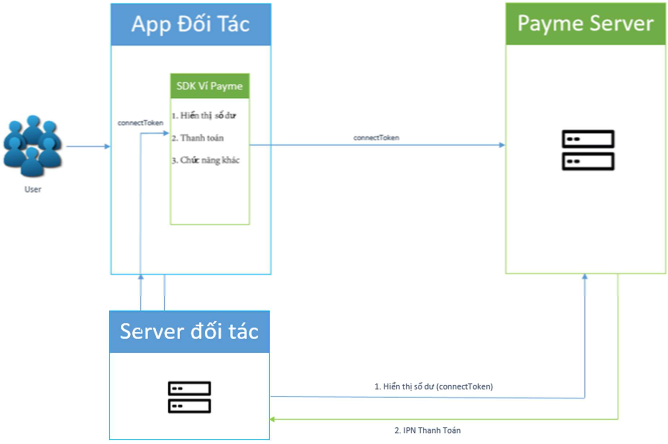 App Đối Tác
Payme Server
SDK Ví Payme
connectToken
1. Hiển thị số dư
2. Thanh toán
3. Chức năng khác
connectToken
User
Server đối tác
1. Hiển thị số dư (connectToken)
2. IPN Thanh Toán